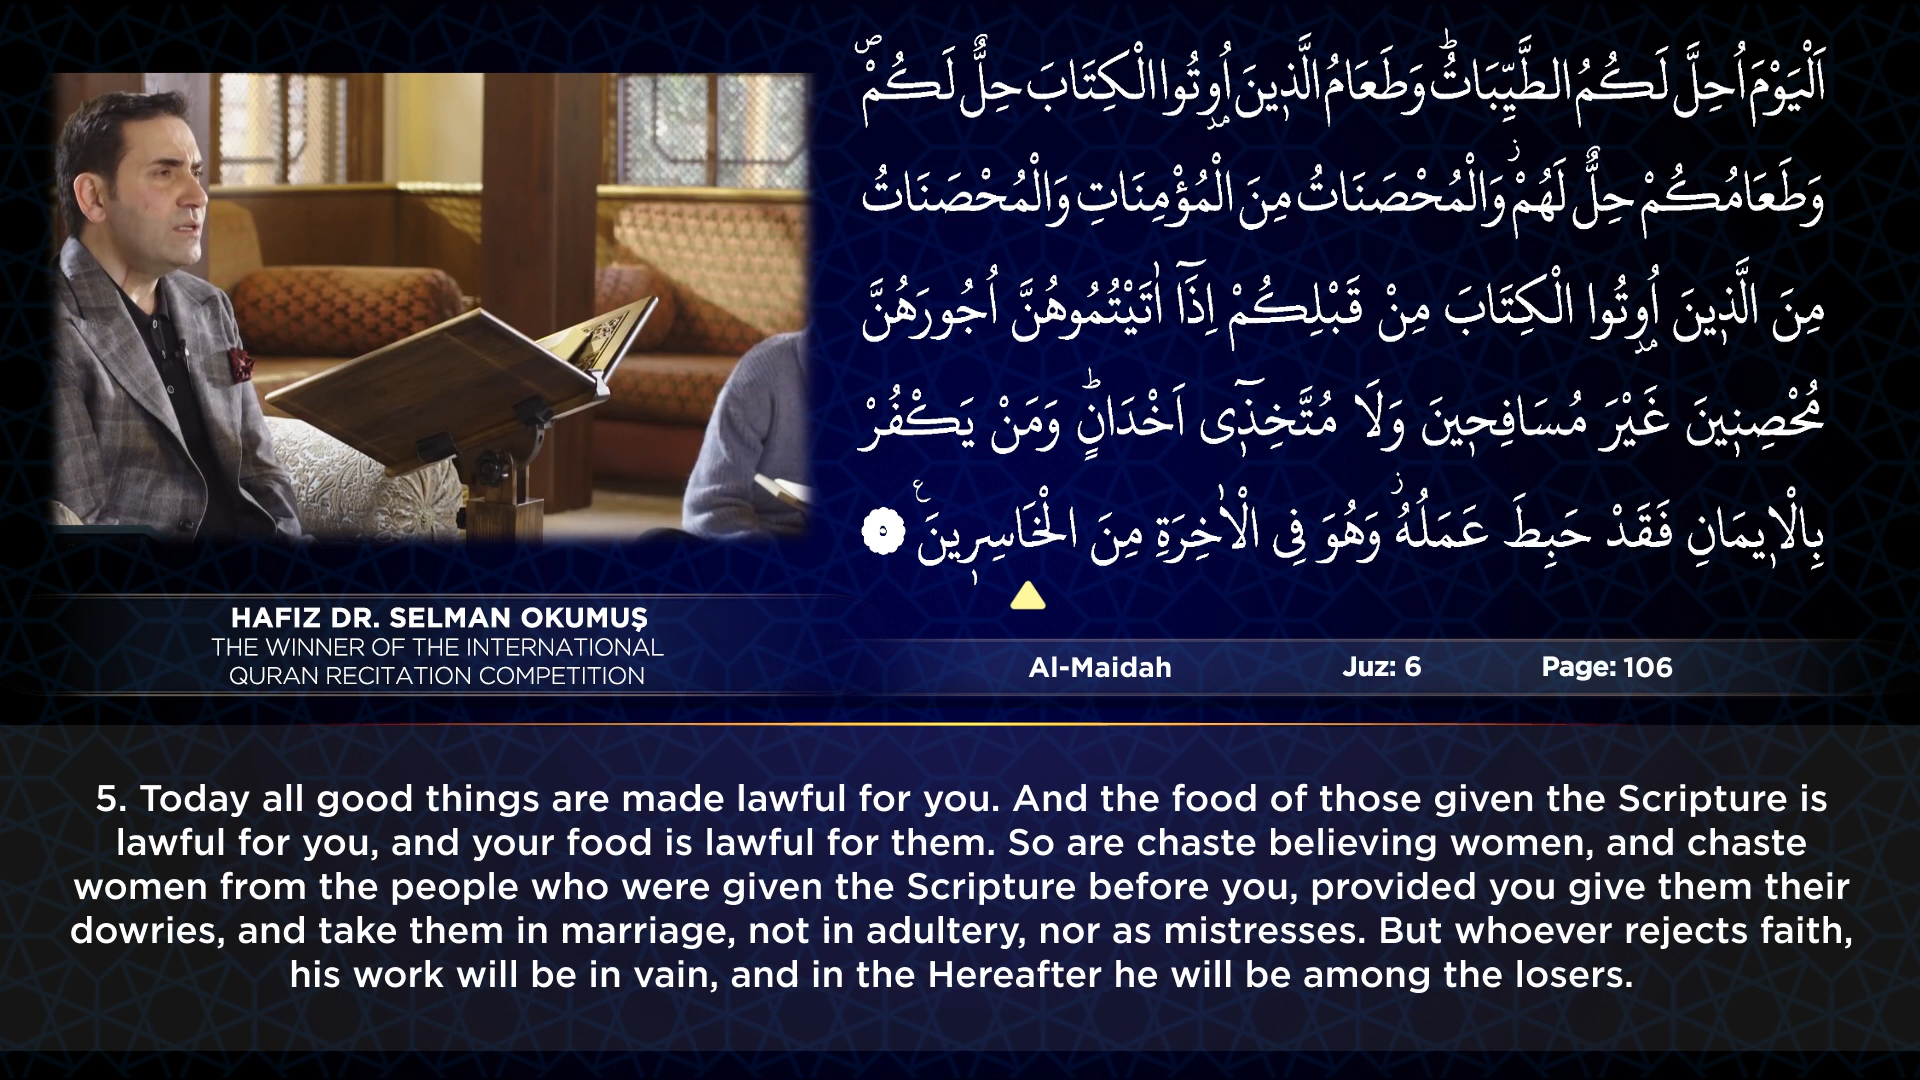 اَلْيَوْمَ اُحِلَّ لَكُمُ الطَّيِّبَاتُۜ وَطَعَامُ الَّذ۪ينَ اُو۫تُوا الْكِتَابَ حِلٌّ لَكُمْۖ
وَطَعَامُكُمْ حِلٌّ لَهُمْۘ وَالْمُحْصَنَاتُ مِنَ الْمُؤْمِنَاتِ وَالْمُحْصَنَاتُ
مِنَ الَّذ۪ينَ اُو۫تُوا الْكِتَابَ مِنْ قَبْلِكُمْ اِذَٓا اٰتَيْتُمُوهُنَّ اُجُورَهُنَّ
مُحْصِن۪ينَ غَيْرَ مُسَافِح۪ينَ وَلَا مُتَّخِذ۪ٓي اَخْدَانٍۜ وَمَنْ يَكْفُرْ
بِالْا۪يمَانِ فَقَدْ حَبِطَ عَمَلُهُۘ وَهُوَ فِي الْاٰخِرَةِ مِنَ الْخَاسِر۪ينَ ع ٥
HAFIZ DR. SELMAN OKUMUŞ
THE WINNER OF THE INTERNATIONAL
QURAN RECITATION COMPETITION
Al-Maidah Juz: 6 Page: 106
5. Today all good things are made lawful for you. And the food of those given the Scripture is
lawful for you, and your food is lawful for them. So are chaste believing women, and chaste
women from the people who were given the Scripture before you, provided you give them their
dowries, and take them in marriage, not in adultery, nor as mistresses. But whoever rejects faith,
his work will be in vain, and in the Hereafter he will be among the losers.